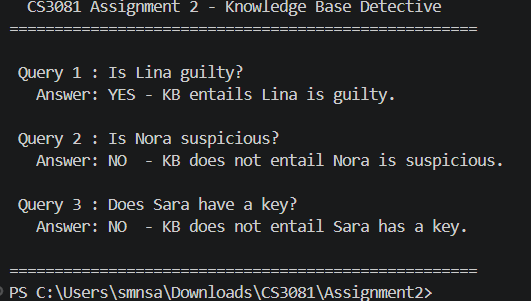 CS3081 Assignment 2 - Knowledge Base Detective
==================================================
Query 1 : Is Lina guilty?
Answer: YES - KB entails Lina is guilty.
Query 2 : Is Nora suspicious?
Answer: NO  - KB does not entail Nora is suspicious.
Query 3 : Does Sara have a key?
Answer: NO  - KB does not entail Sara has a key.
==================================================
PS C:\Users\smnsa\Downloads\CS3081\Assignment2>